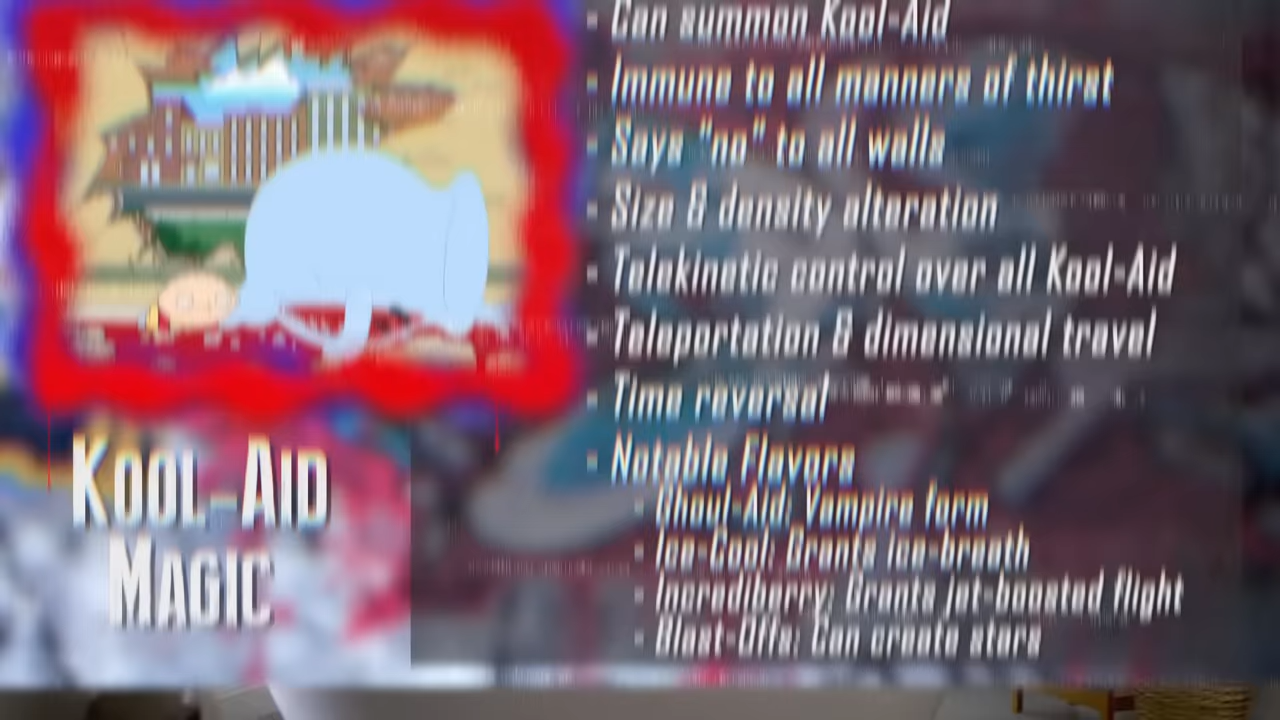 - Can summon Kool-Aid
- Immune to all manners of thirst
- Says "no" to all walls
- Size & density alteration
- Telekinetic control over all Kool-Aid
- Teleportation & dimensional travel
- Time reversal
- Notable Flavors
- Ghoul-Aid: Vampire form
- Ice-Cool: Grants ice-breath
- Incrediberry: Grants jet-boosted flight
- Blast-Offs: Can create stars
Kool-Aid
Magic